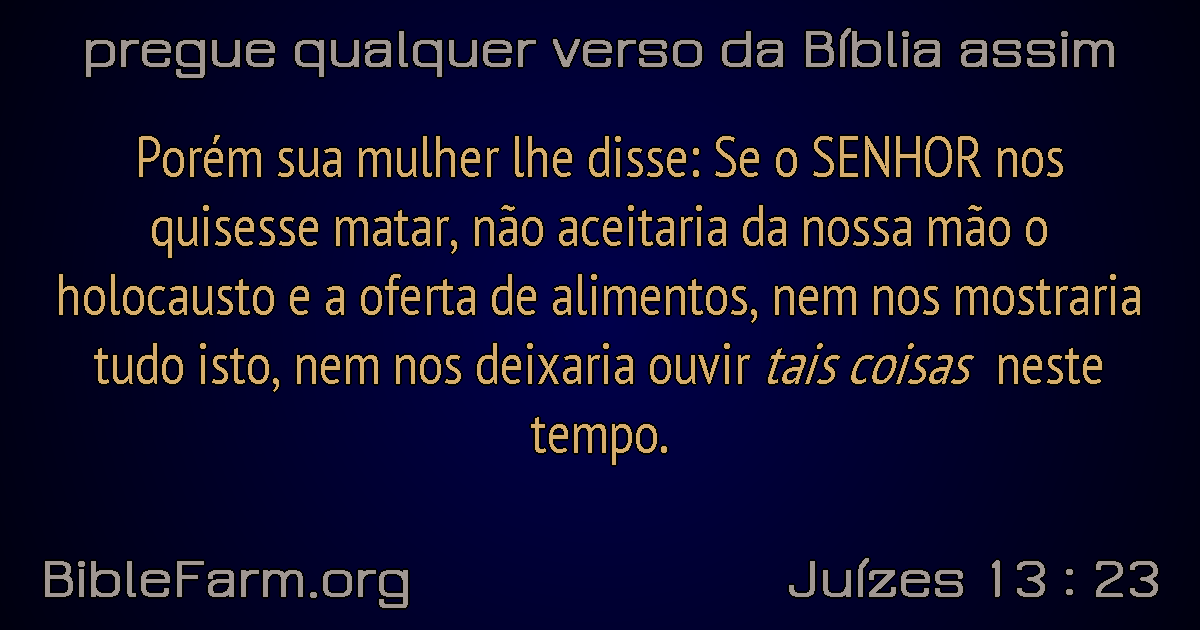 pregue qualquer verso da Bíblia assim
Porém sua mulher lhe disse: Se o SENHOR nos
quisesse matar, não aceitaria da nossa mão o
holocausto e a oferta de alimentos, nem nos mostraria
tudo isto, nem nos deixaria ouvir tais coisas neste
tempo.
BibleFarm.org
Juízes 13 : 23